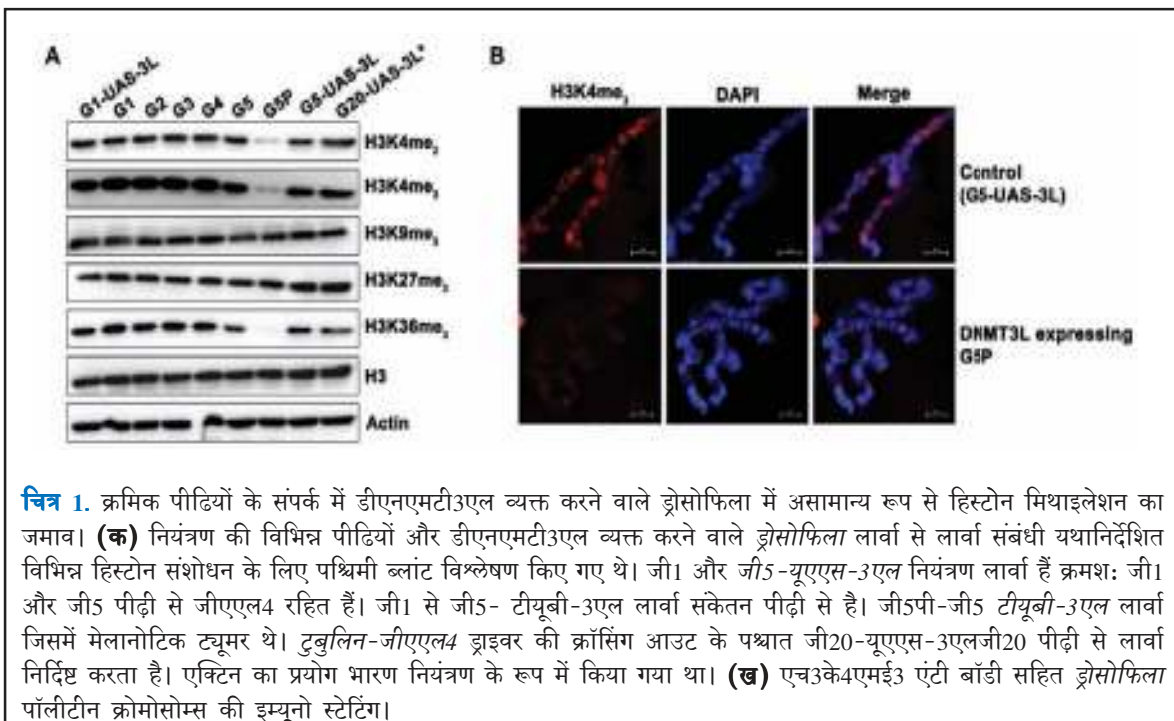 A
B
G1-UAS-3L G1 G2 G3 G4 G5 G5P G5-UAS-3L G20-UAS-3L*
H3K4me₃ DAPI Merge
H3K4me₂
H3K4me₃
H3K9me₃
H3K27me₃
H3K36me₃
H3
Actin
Control
(G5-UAS-3L)
DNMT3L expressing
G5P
चित्र 1. क्रमिक पीढियों के संपर्क में डीएनएमटी3एल व्यक्त करने वाले ड्रोसोफिला में असामान्य रूप से हिस्टोन मिथाइलेशन का
जमाव। (क) नियंत्रण की विभिन्न पीढियों और डीएनएमटी3एल व्यक्त करने वाले ड्रोसोफिला लार्वा से लार्वा संबंधी यथानिर्देशित
विभिन्न हिस्टोन संशोधन के लिए पश्चिमी ब्लांट विश्लेषण किए गए थे। जी1 और जी5-यूएएस-3एल नियंत्रण लार्वा हैं क्रमश: जी1
और जी5 पीढ़ी से जीएएल4 रहित हैं। जी1 से जी5- टीयूबी-3एल लार्वा संकेतन पीढ़ी से है। जी5पी-जी5 टीयूबी-3एल लार्वा
जिसमें मेलानोटिक ट्यूमर थे। टुबुलिन-जीएएल4 ड्राइवर की क्रॉसिंग आउट के पश्चात जी20-यूएएस-3एलजी20 पीढ़ी से लार्वा
निर्दिष्ट करता है। एक्टिन का प्रयोग भारण नियंत्रण के रूप में किया गया था। (ख) एच3के4एमई3 एंटी बॉडी सहित ड्रोसोफिला
पॉलीटीन क्रोमोसोम्स की इम्युनो स्टेटिंग।